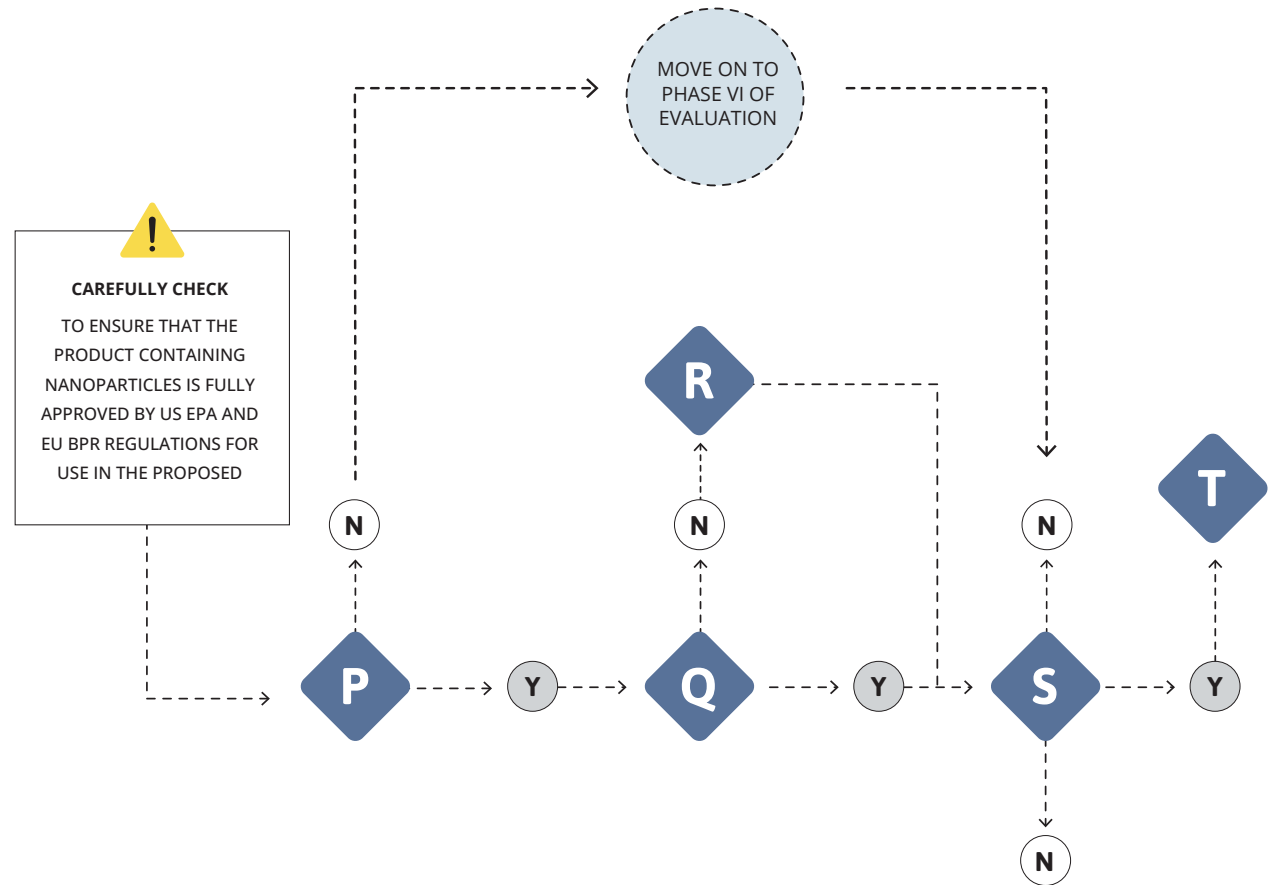 MOVE ON TO
PHASE VI OF
EVALUATION
!
CAREFULLY CHECK
TO ENSURE THAT THE
PRODUCT CONTAINING
NANOPARTICLES IS FULLY
APPROVED BY US EPA AND
EU BPR REGULATIONS FOR
USE IN THE PROPOSED
R
T
N
N
N
P
Y
Q
Y
S
Y
N